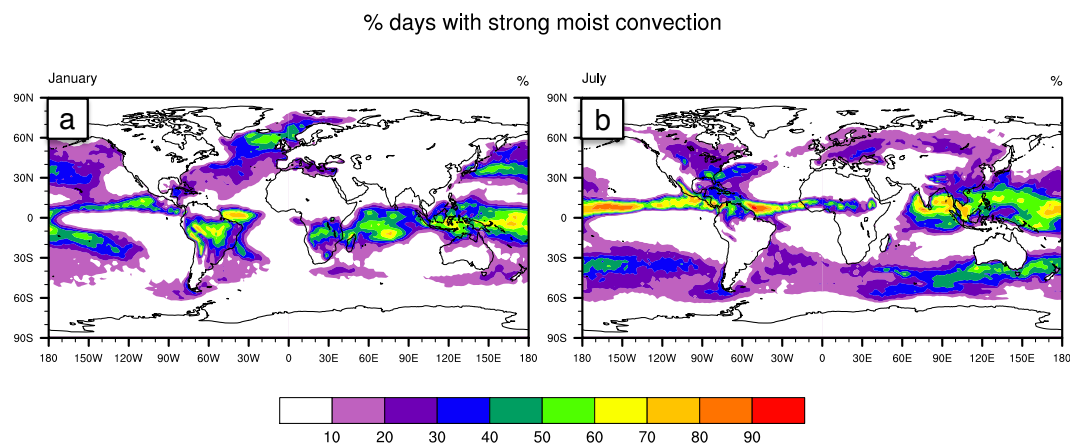 % days with strong moist convection
January %
a
90N
60N
30N
0
30S
60S
90S
180 150W 120W 90W 60W 30W 0 30E 60E 90E 120E 150E 180
July %
b
90N
60N
30N
0
30S
60S
90S
180 150W 120W 90W 60W 30W 0 30E 60E 90E 120E 150E 180
10 20 30 40 50 60 70 80 90